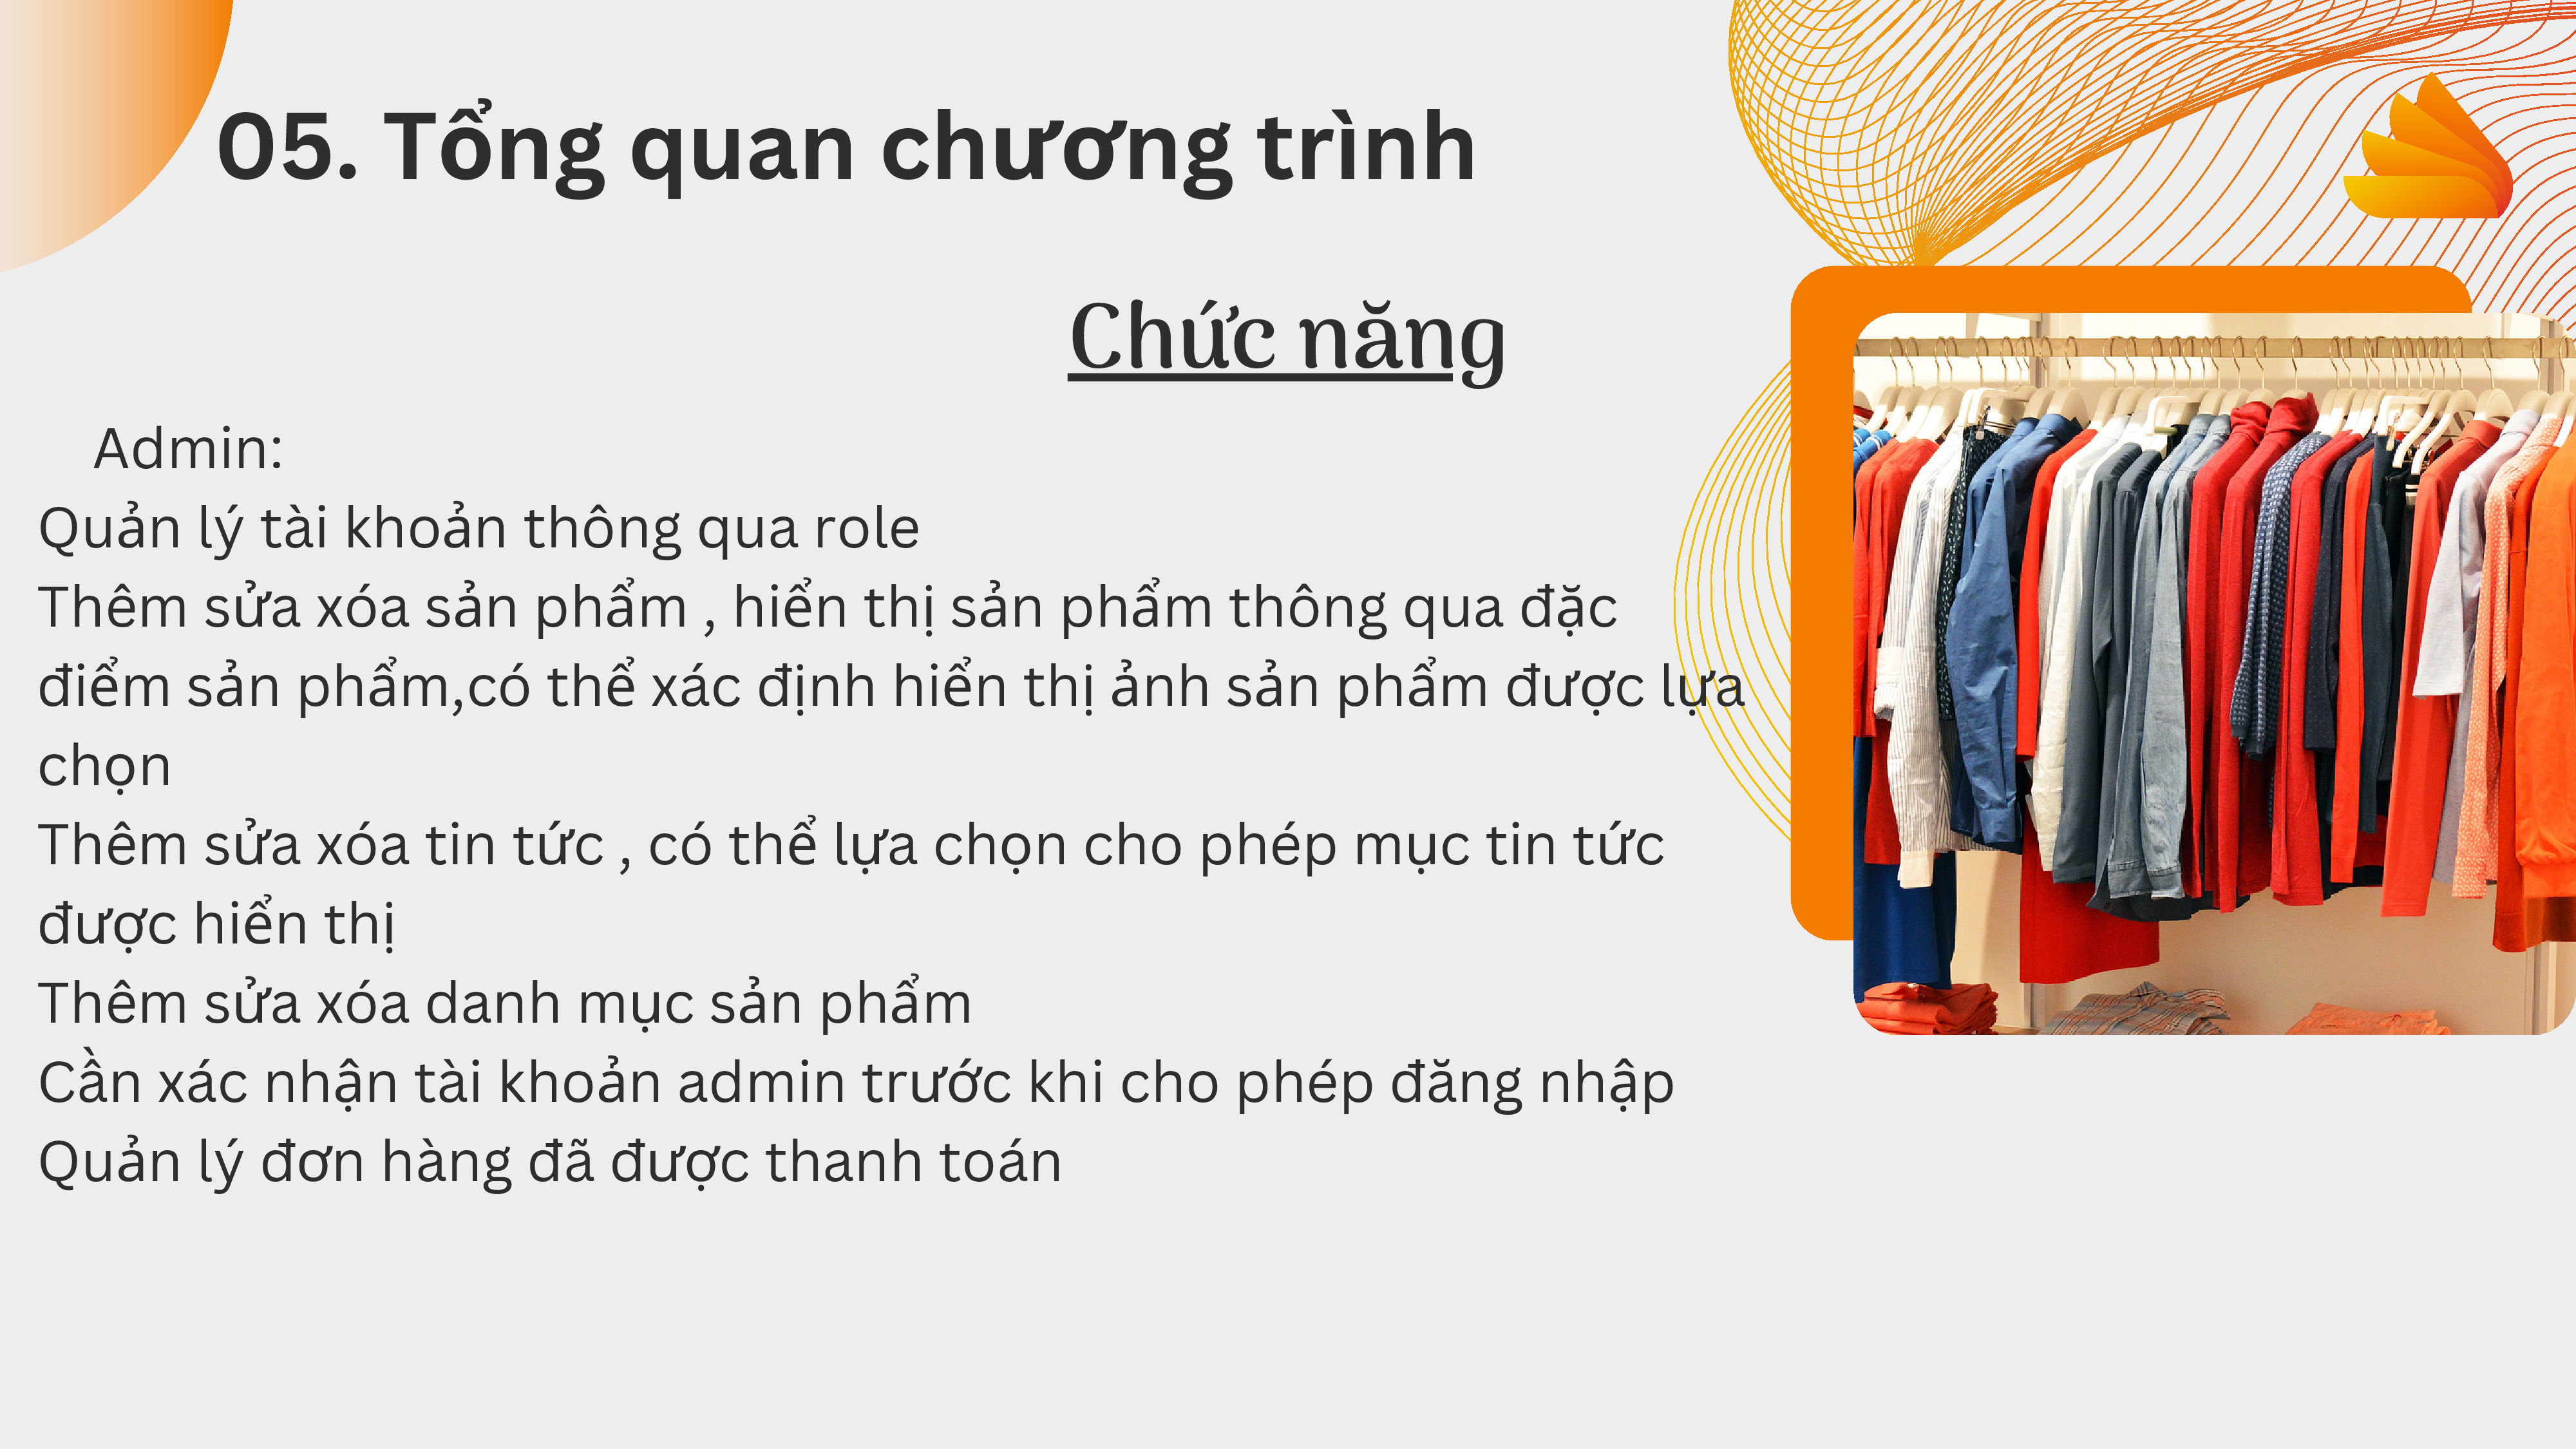 05. Tổng quan chương trình
Chức năng
Admin:
Quản lý tài khoản thông qua role
Thêm sửa xóa sản phẩm , hiển thị sản phẩm thông qua đặc
điểm sản phẩm,có thể xác định hiển thị ảnh sản phẩm được lựa
chọn
Thêm sửa xóa tin tức , có thể lựa chọn cho phép mục tin tức
được hiển thị
Thêm sửa xóa danh mục sản phẩm
Cần xác nhận tài khoản admin trước khi cho phép đăng nhập
Quản lý đơn hàng đã được thanh toán